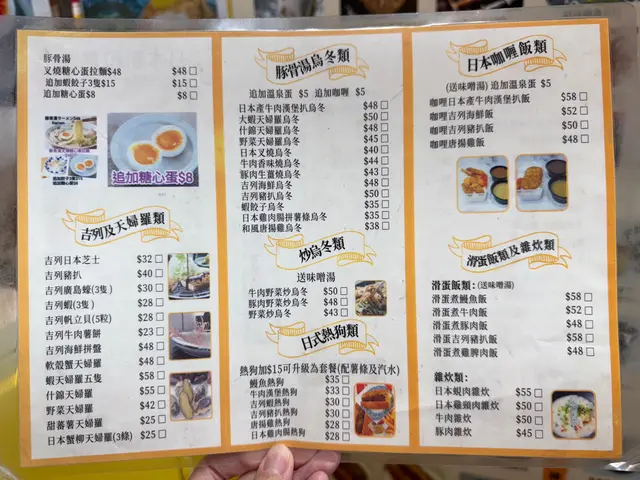 豚骨湯
叉燒糖心蛋拉麵$48 $48
追加蝦餃子3隻$15 $15
追加糖心蛋$8 $8
追加糖心蛋$8
吉列及天婦羅類
吉列日本芝士 $32
吉列豬扒 $40
吉列廣島蠔(3隻) $30
吉列蝦(3隻) $28
吉列帆立貝(5粒) $28
吉列牛肉薯餅 $23
吉列海鮮拼盤 $48
軟殼蟹天婦羅 $48
蝦天婦羅五隻 $58
什錦天婦羅 $55
野菜天婦羅 $42
甜蕃薯天婦羅 $25
日本蟹柳天婦羅(3條) $25
豚骨湯烏冬類
追加温泉蛋 $5 追加咖喱 $5
日本產牛肉漢堡烏冬 $48
大蝦天婦羅烏冬 $50
什錦天婦羅烏冬 $48
野菜天婦羅烏冬 $45
日本叉燒烏冬 $40
牛肉香味燒烏冬 $44
豚肉生薑燒烏冬 $43
吉列海鮮烏冬 $48
吉列豬扒烏冬 $50
蝦餃子烏冬 $35
日本雞肉腸拼薯條烏冬 $35
和風唐揚雞烏冬 $38
炒烏冬類
送味噌湯
牛肉野菜炒烏冬 $50
豚肉野菜炒烏冬 $48
野菜炒烏冬 $43
日式熱狗類
熱狗加$15可升級為套餐(配薯條及汽水)
鰻魚熱狗 $35
牛肉漢堡熱狗 $33
吉列蝦熱狗 $30
吉列豬扒熱狗 $30
唐揚雞熱狗 $28
日本雞肉腸熱狗 $28
日本咖喱飯類
(送味噌湯) 追加温泉蛋 $5
咖喱日本產牛肉漢堡扒飯 $58
咖喱吉列海鮮飯 $52
咖喱吉列豬扒飯 $50
咖喱唐揚雞飯 $48
滑蛋飯類及雜炊類
滑蛋飯類: (送味噌湯)
滑蛋煮鰻魚飯 $58
滑蛋煮牛肉飯 $52
滑蛋煮豚肉飯 $48
滑蛋吉列豬扒飯 $58
滑蛋煮雞脾肉飯 $48
雜炊類:
日本蜆肉雜炊 $55
日本雞頸肉雜炊 $50
牛肉雜炊 $50
豚肉雜炊 $45